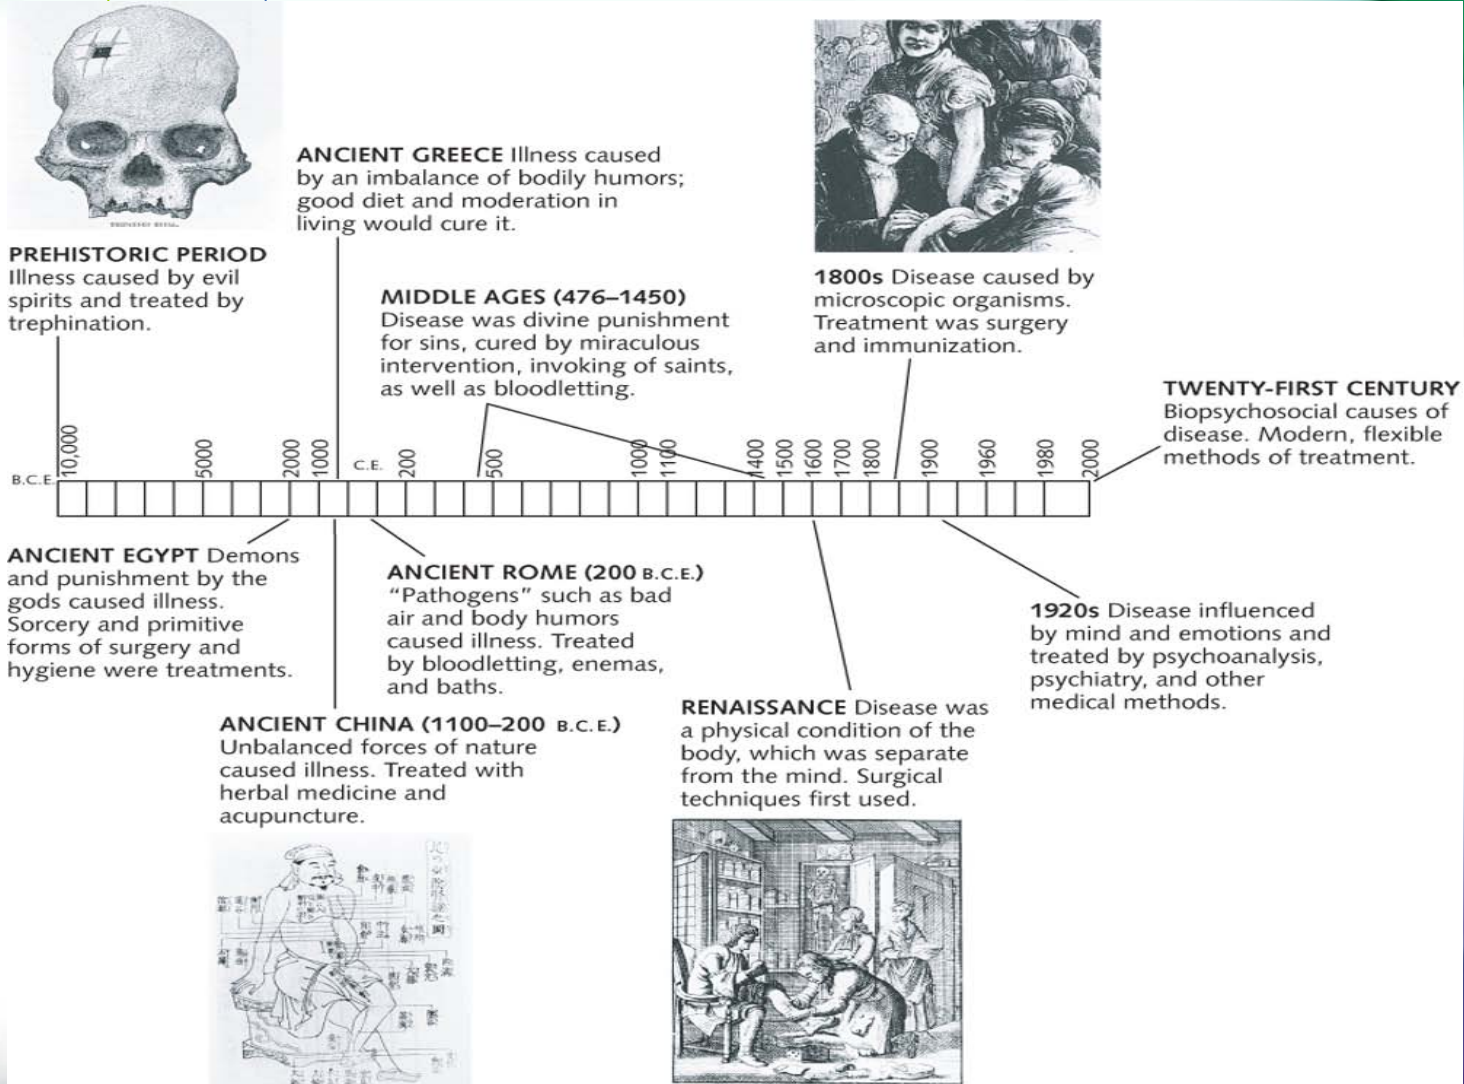 PREHISTORIC PERIOD
Illness caused by evil
spirits and treated by
trephination.
ANCIENT GREECE Illness caused
by an imbalance of bodily humors;
good diet and moderation in
living would cure it.
MIDDLE AGES (476–1450)
Disease was divine punishment
for sins, cured by miraculous
intervention, invoking of saints,
as well as bloodletting.
1800s Disease caused by
microscopic organisms.
Treatment was surgery
and immunization.
TWENTY-FIRST CENTURY
Biopsychosocial causes of
disease. Modern, flexible
methods of treatment.
B.C.E. 10,000 5000 2000 1000 C.E. 200 500 1000 1100 1400 1500 1600 1700 1800 1900 1960 1980 2000
ANCIENT EGYPT Demons
and punishment by the
gods caused illness.
Sorcery and primitive
forms of surgery and
hygiene were treatments.
ANCIENT ROME (200 B.C.E.)
“Pathogens” such as bad
air and body humors
caused illness. Treated
by bloodletting, enemas,
and baths.
ANCIENT CHINA (1100–200 B.C.E.)
Unbalanced forces of nature
caused illness. Treated with
herbal medicine and
acupuncture.
RENAISSANCE Disease was
a physical condition of the
body, which was separate
from the mind. Surgical
techniques first used.
1920s Disease influenced
by mind and emotions and
treated by psychoanalysis,
psychiatry, and other
medical methods.